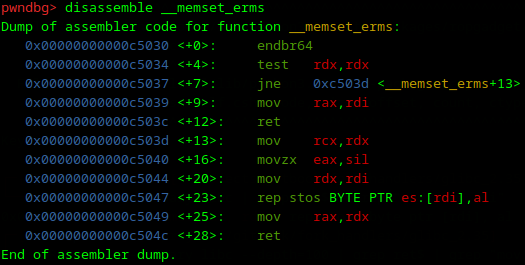 pwndbg> disassemble __memset_erms
Dump of assembler code for function __memset_erms:
   0x00000000000c5030 <+0>:	endbr64
   0x00000000000c5034 <+4>:	test   rdx,rdx
   0x00000000000c5037 <+7>:	jne    0xc503d <__memset_erms+13>
   0x00000000000c5039 <+9>:	mov    rax,rdi
   0x00000000000c503c <+12>:	ret
   0x00000000000c503d <+13>:	mov    rcx,rdx
   0x00000000000c5040 <+16>:	movzx  eax,sil
   0x00000000000c5044 <+20>:	mov    rdx,rdi
   0x00000000000c5047 <+23>:	rep stos BYTE PTR es:[rdi],al
   0x00000000000c5049 <+25>:	mov    rax,rdx
   0x00000000000c504c <+28>:	ret
End of assembler dump.